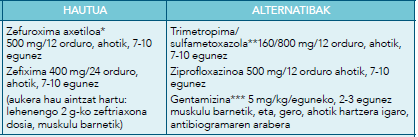 HAUTUA
Zefuroxima axetiloa*
500 mg/12 orduro, ahotik, 7-10
egunez
Zefixima 400 mg/24 orduro,
ahotik, 7-10 egunez
(aukera hau aintzat hartu:
lehenengo 2 g-ko zeftriaxona
dosia, muskulu barnetik)
ALTERNATIBAK
Trimetropima/
sulfametoxazola**160/800 mg/12 orduro, ahotik,
7-10 egunez
Ziprofloxazinoa 500 mg/12 orduro ahotik, 7-10
egunez
Gentamizina*** 5 mg/kg/eguneko, 2-3 egunez
muskulu barnetik, eta, gero, ahotik hartzera igaro,
antibiogramaren arabera